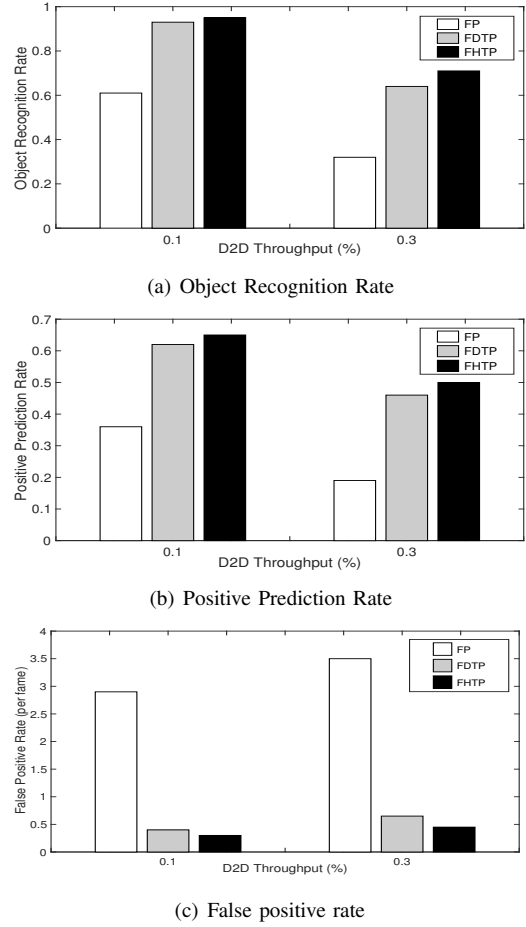 1
0.8
0.6
0.4
0.2
0
Object Recognition Rate
FP
FDTP
FHTP
0.1 0.3
D2D Throughput (%)
(a) Object Recognition Rate
0.7
0.6
0.5
0.4
0.3
0.2
0.1
0
Positive Prediction Rate
FP
FDTP
FHTP
0.1 0.3
D2D Throughput (%)
(b) Positive Prediction Rate
4
3.5
3
2.5
2
1.5
1
0.5
0
False Positive Rate (per fame)
FP
FDTP
FHTP
0.1 0.3
D2D Throughput (%)
(c) False positive rate